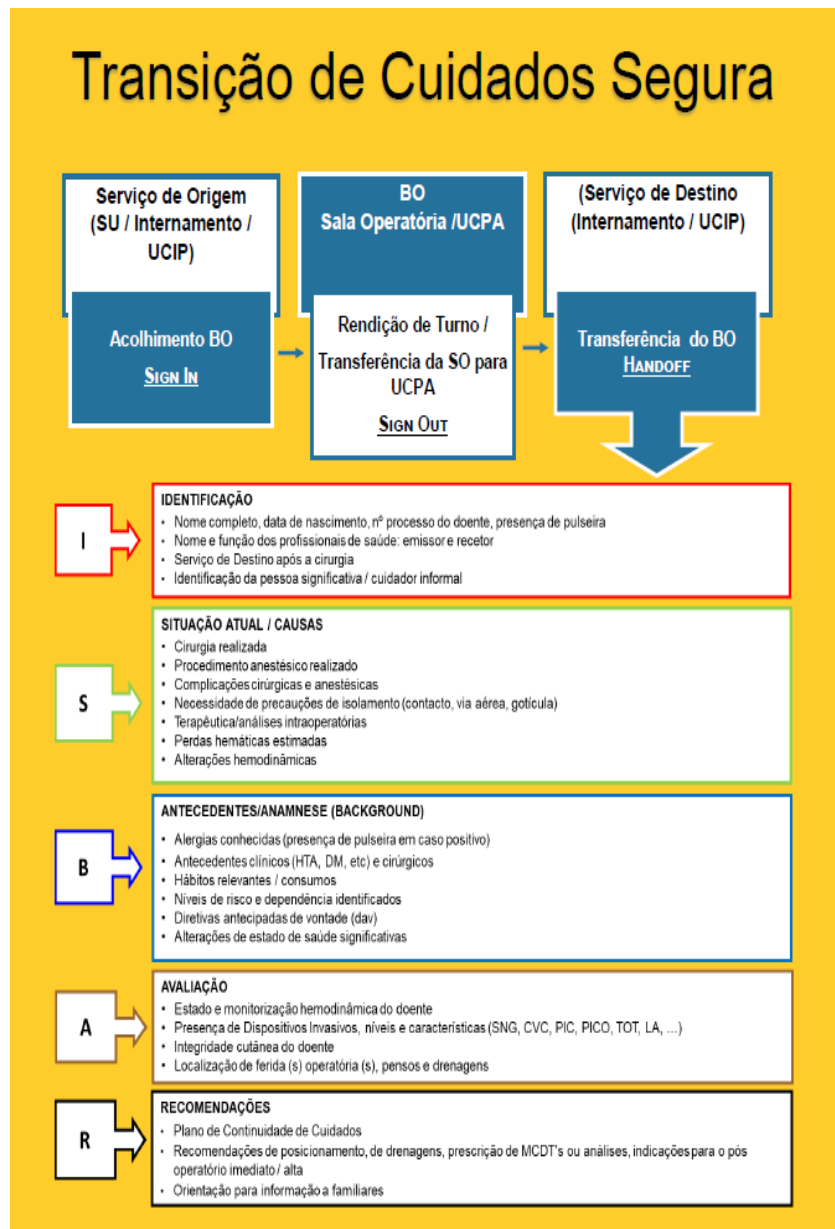 Transição de Cuidados Segura
Serviço de Origem
(SU / Internamento /
UCIP)
Acolhimento BO
SIGN IN
BO
Sala Operatória /UCPA
Rendição de Turno /
Transferência da SO para
UCPA
SIGN OUT
(Serviço de Destino
(Internamento / UCIP)
Transferência do BO
HANDOFF
I
IDENTIFICAÇÃO
• Nome completo, data de nascimento, nº processo do doente, presença de pulseira
• Nome e função dos profissionais de saúde: emissor e recetor
• Serviço de Destino após a cirurgia
• Identificação da pessoa significativa / cuidador informal
S
SITUAÇÃO ATUAL / CAUSAS
• Cirurgia realizada
• Procedimento anestésico realizado
• Complicações cirúrgicas e anestésicas
• Necessidade de precauções de isolamento (contacto, via aérea, gotícula)
• Terapêutica/análises intraoperatórias
• Perdas hemáticas estimadas
• Alterações hemodinâmicas
B
ANTECEDENTES/ANAMNESE (BACKGROUND)
• Alergias conhecidas (presença de pulseira em caso positivo)
• Antecedentes clínicos (HTA, DM, etc) e cirúrgicos
• Hábitos relevantes / consumos
• Níveis de risco e dependência identificados
• Diretivas antecipadas de vontade (dav)
• Alterações de estado de saúde significativas
A
AVALIAÇÃO
• Estado e monitorização hemodinâmica do doente
• Presença de Dispositivos Invasivos, níveis e características (SNG, CVC, PIC, PICO, TOT, LA, ...)
• Integridade cutânea do doente
• Localização de ferida (s) operatória (s), pensos e drenagens
R
RECOMENDAÇÕES
• Plano de Continuidade de Cuidados
• Recomendações de posicionamento, de drenagens, prescrição de MCDT's ou análises, indicações para o pós
operatório imediato / alta
• Orientação para informação a familiares